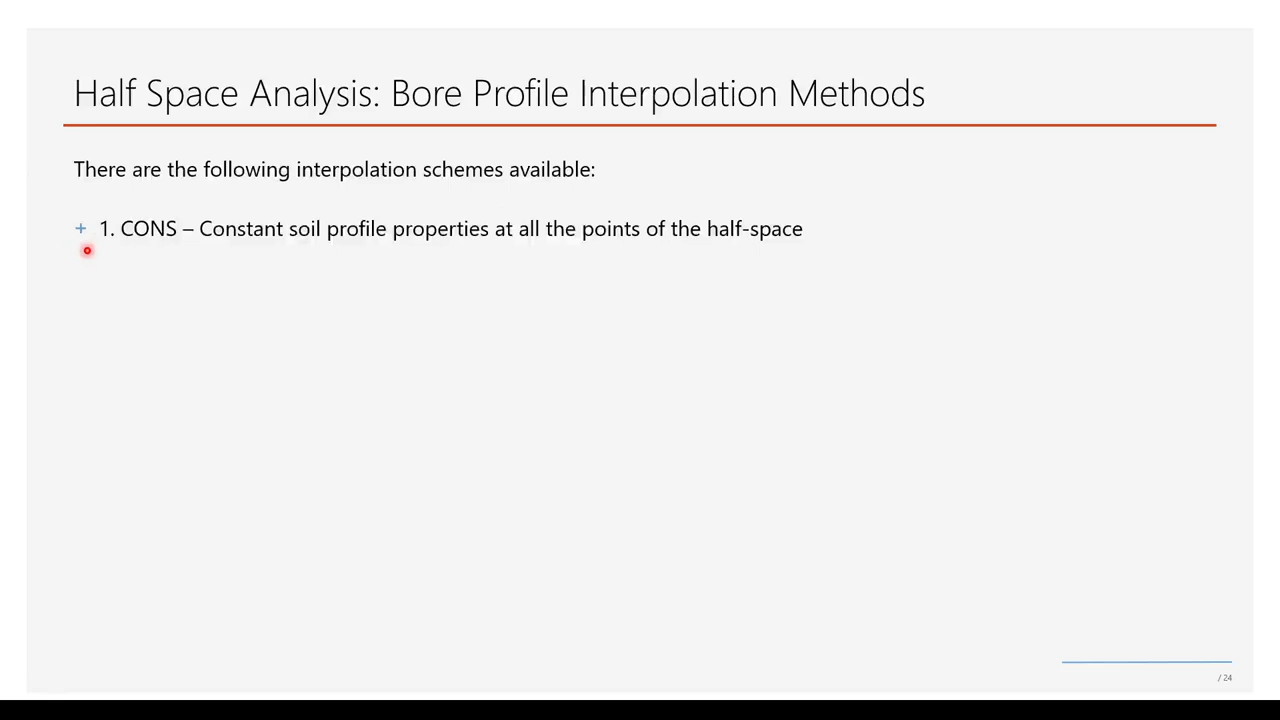 Half Space Analysis: Bore Profile Interpolation Methods
There are the following interpolation schemes available:
+ 1. CONS – Constant soil profile properties at all the points of the half-space
/ 24